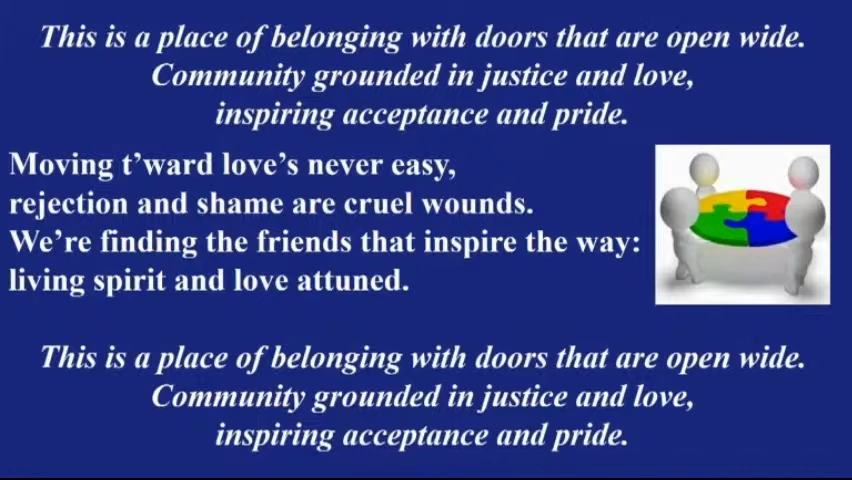 This is a place of belonging with doors that are open wide.
Community grounded in justice and love,
inspiring acceptance and pride.
Moving t’ward love’s never easy,
rejection and shame are cruel wounds.
We’re finding the friends that inspire the way:
living spirit and love attuned.
This is a place of belonging with doors that are open wide.
Community grounded in justice and love,
inspiring acceptance and pride.